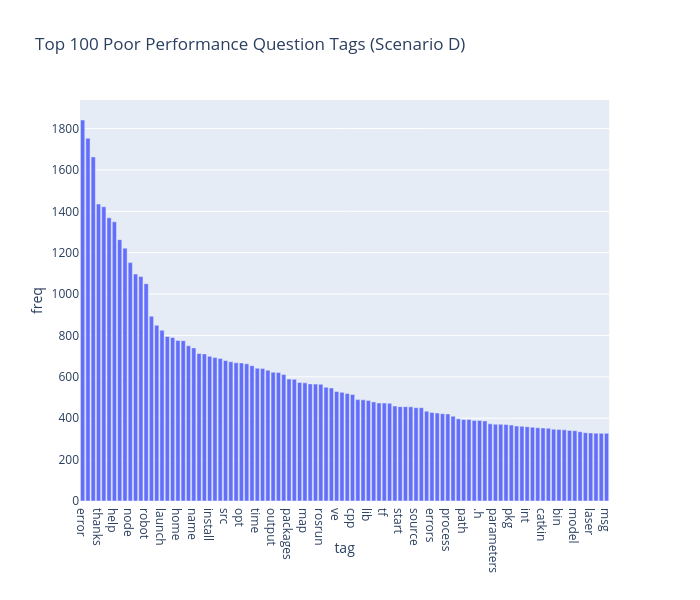 Top 100 Poor Performance Question Tags (Scenario D)
freq
1800
1600
1400
1200
1000
800
600
400
200
0
error
thanks
help
node
robot
launch
home
name
install
src
opt
time
output
packages
map
rosrun
ve
cpp
lib
tf
start
source
errors
process
path
.h
parameters
pkg
int
catkin
bin
model
laser
msg
tag